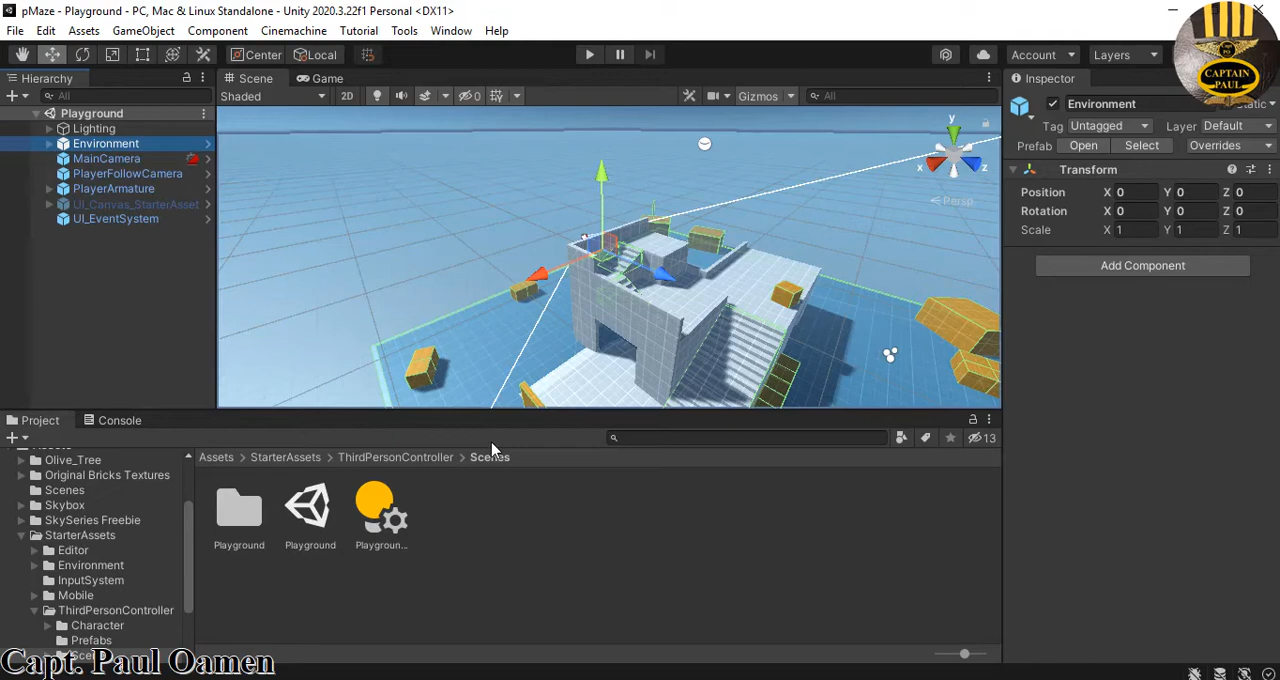 pMaze - Playground - PC, Mac & Linux Standalone - Unity 2020.3.22f1 Personal <DX11>
File Edit Assets GameObject Component Cinemachine Tutorial Tools Window Help
Center Local Account Layers
CAPTAIN
PAUL
Hierarchy Scene Game Inspector
All Shaded 2D 0 Gizmos All
Environment Static
Tag Untagged Layer Default
Prefab Open Select Overrides
Playground
Lighting
Environment
MainCamera
PlayerFollowCamera
PlayerArmature
UI_Canvas_StarterAsset
UI_EventSystem
y
x z
Persp
Transform
Position X 0 Y 0 Z 0
Rotation X 0 Y 0 Z 0
Scale X 1 Y 1 Z 1
Add Component
Project Console
13
Assets > StarterAssets > ThirdPersonController > Scenes
Olive_Tree
Original Bricks Textures
Scenes
Skybox
SkySeries Freebie
StarterAssets
Editor
Environment
InputSystem
Mobile
ThirdPersonController
Character
Prefabs
Playground Playground Playgroun...
Capt. Paul Oamen